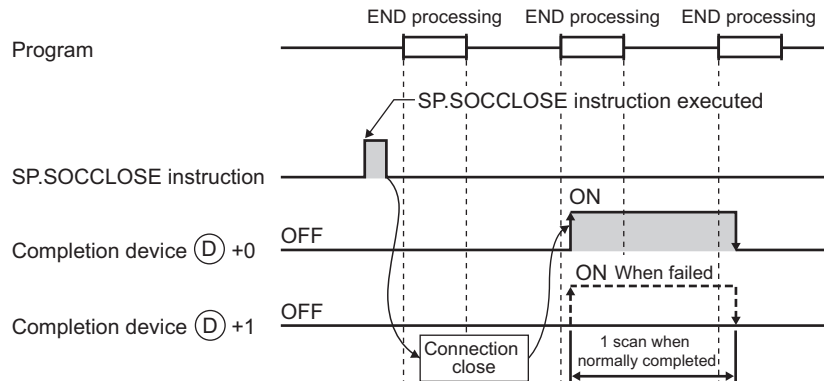 END processing END processing END processing
Program
SP.SOCCLOSE instruction executed
SP.SOCCLOSE instruction
ON
Completion device D +0 OFF
ON When failed
Completion device D +1 OFF
Connection
close
1 scan when
normally completed